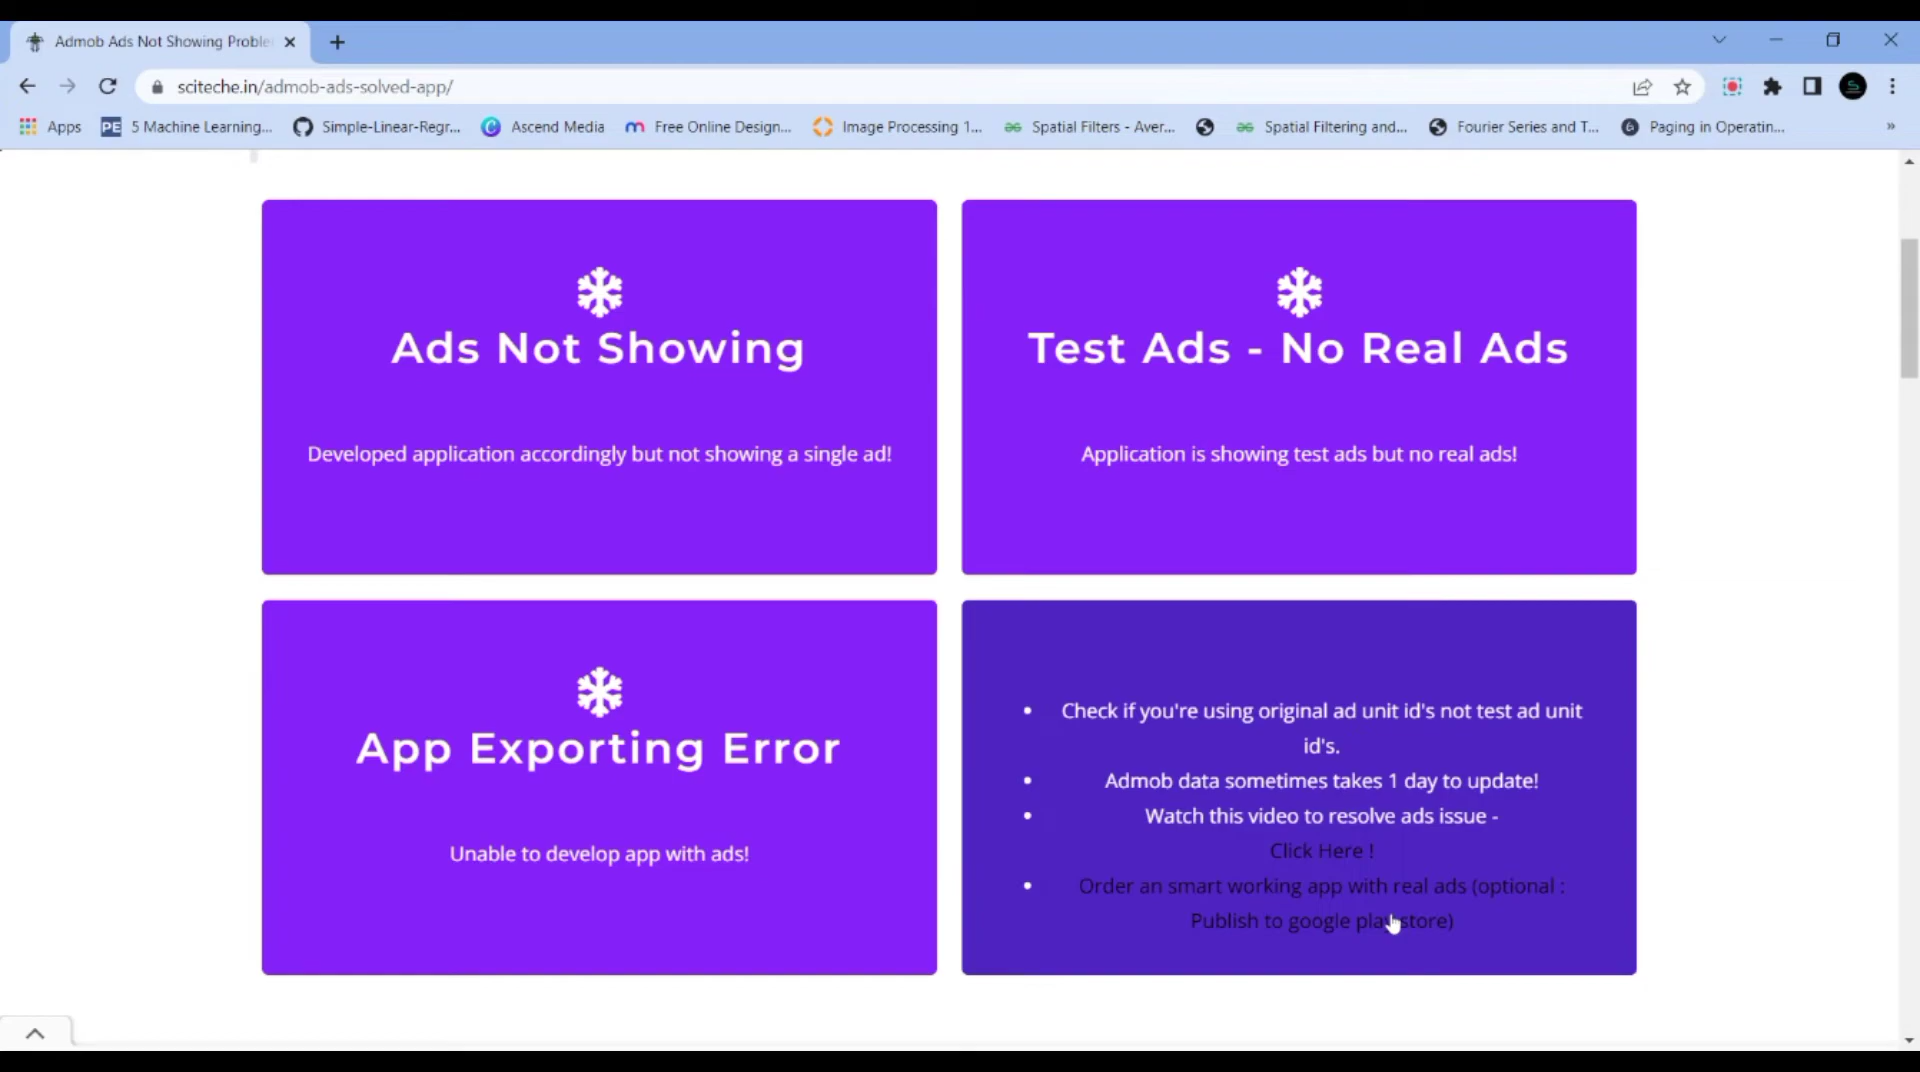 Admob Ads Not Showing Proble
sciteche.in/admob-ads-solved-app/
Apps
PE
5 Machine Learning...
Simple-Linear-Regr...
Ascend Media
Free Online Design...
Image Processing 1...
Spatial Filters - Aver...
Spatial Filtering and...
Fourier Series and T...
Paging in Operatin...
»
Ads Not Showing
Developed application accordingly but not showing a single ad!
Test Ads - No Real Ads
Application is showing test ads but no real ads!
App Exporting Error
Unable to develop app with ads!
• Check if you're using original ad unit id's not test ad unit
id's.
• Admob data sometimes takes 1 day to update!
• Watch this video to resolve ads issue -
Click Here !
• Order an smart working app with real ads (optional :
Publish to google play store)